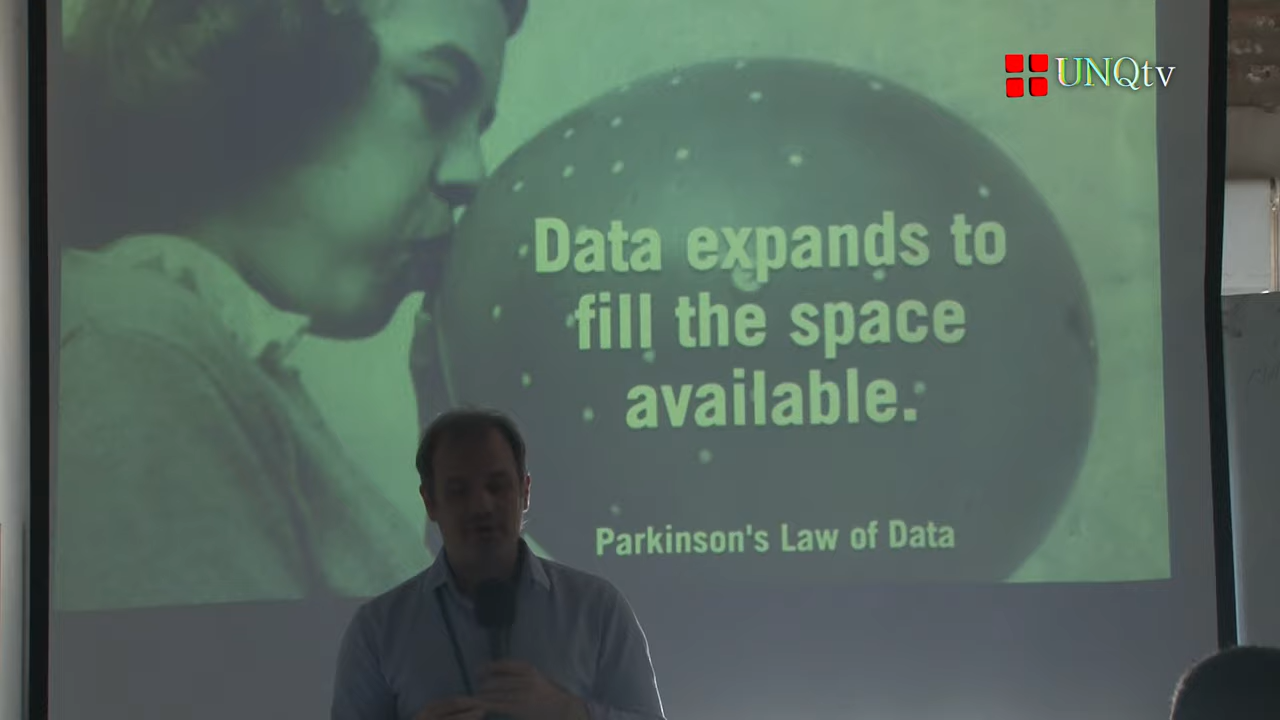 UNQtv
Data expands to
fill the space
available.
Parkinson's Law of Data